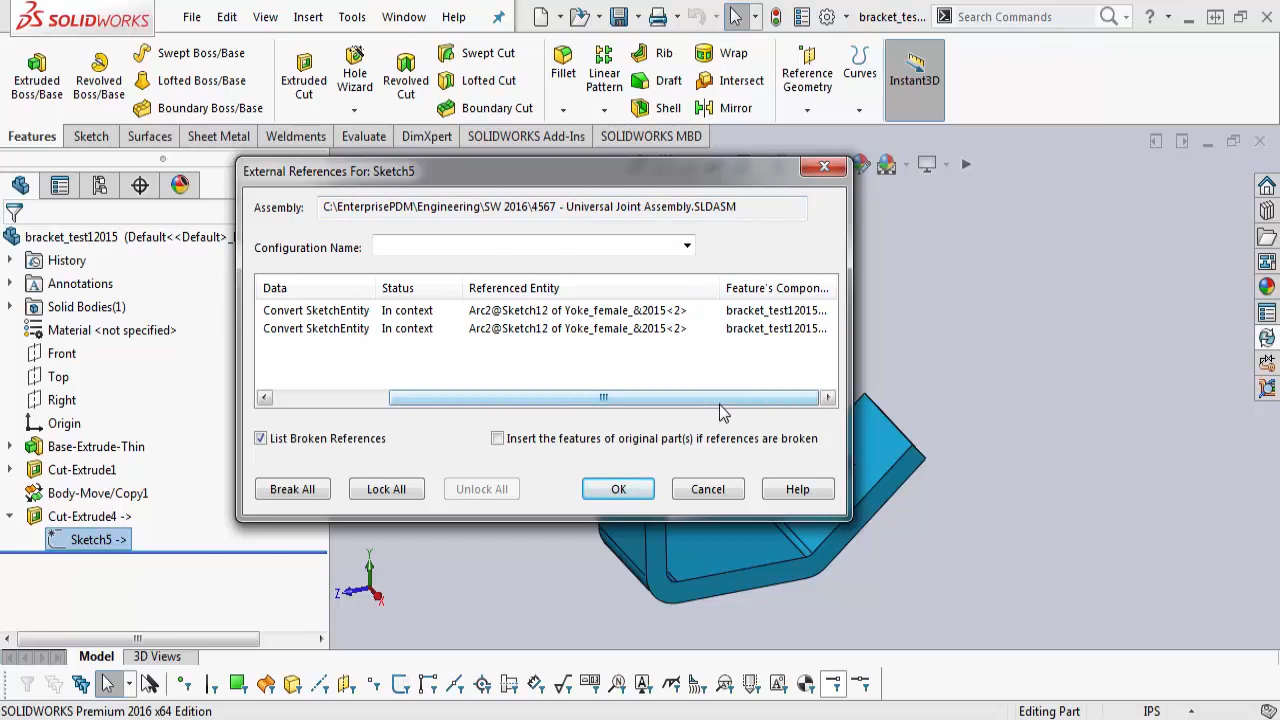 SOLIDWORKS
File Edit View Insert Tools Window Help
bracket_tes...
Search Commands
Extruded Boss/Base
Revolved Boss/Base
Swept Boss/Base
Lofted Boss/Base
Boundary Boss/Base
Extruded Cut
Hole Wizard
Revolved Cut
Swept Cut
Lofted Cut
Boundary Cut
Fillet
Linear Pattern
Rib
Draft
Shell
Wrap
Intersect
Mirror
Reference Geometry
Curves
Instant3D
Features Sketch Surfaces Sheet Metal Weldments Evaluate DimXpert SOLIDWORKS Add-Ins SOLIDWORKS MBD
bracket_test12015 (Default<<Default>_
History
Annotations
Solid Bodies(1)
Material <not specified>
Front
Top
Right
Origin
Base-Extrude-Thin
Cut-Extrude1
Body-Move/Copy1
Cut-Extrude4 ->
Sketch5 ->
External References For: Sketch5
Assembly: C:\EnterprisePDM\Engineering\SW 2016\4567 - Universal Joint Assembly.SLDASM
Configuration Name:
Data Status Referenced Entity Feature's Compon...
Convert SketchEntity In context Arc2@Sketch12 of Yoke_female_&2015<2> bracket_test12015...
Convert SketchEntity In context Arc2@Sketch12 of Yoke_female_&2015<2> bracket_test12015...
List Broken References Insert the features of original part(s) if references are broken
Break All Lock All Unlock All OK Cancel Help
Y
Z
X
Model 3D Views
SOLIDWORKS Premium 2016 x64 Edition Editing Part IPS